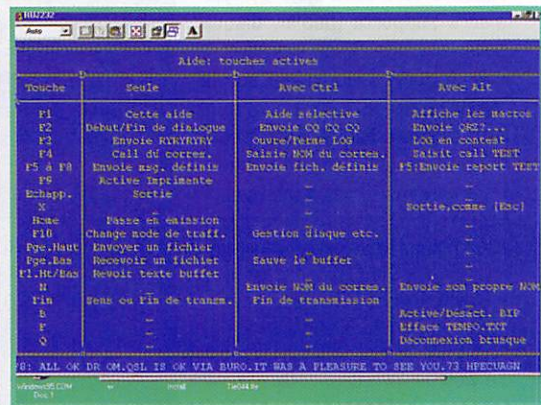 Auto
A
Aide: touches actives
Touche Seule Avec Ctrl Avec Alt
F1 Cette aide Aide sélective Affiche les macros
F2 Début/Fin de dialogue Envoie CQ CQ CQ Envoie QRZ?...
F3 Envoie RYRYRYRY Ouvre/Ferme LOG LOG en contest
F4 Call du corres. Saisie NOM du corres. Saisit call TEST
F5 à F8 Envoie msg. définis Envoie fich. définis F5:Envoie report TEST
F9 Active Imprimante _ _
Echapp. Sortie _ _
X _ _ Sortie.comme [Esc]
Home Passe en émission _ _
F10 Change mode de traff. Gestion disque etc. _
Pge.Haut Envoyer un fichier _ _
Pge.Bas Recevoir un fichier Sauve le buffer _
Fl.Ht/Bas Revoir texte buffer _ _
N _ Envoie NOM du corres. Envoie son propre NOM
Fin Sens ou Fin de transm. Fin de transmission _
B _ _ Active/Désact. BIP
F _ _ Efface TEMPO.TXT
Q _ _ Déconnexion brusque
F8: ALL OK DR OM.QSL IS OK VIA BURO.IT WAS A PLEASURE TO SEE YOU.73 HPECUAGN
Windows95.COM
Doc 1